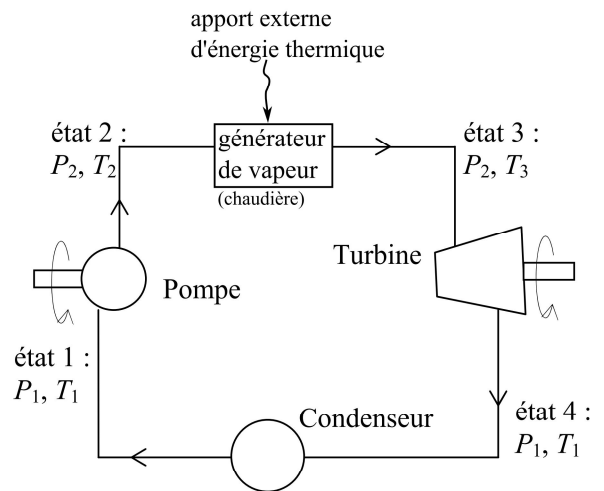 apport externe
d'énergie thermique
état 2 :
P₂, T₂
générateur
de vapeur
(chaudière)
état 3 :
P₂, T₃
Pompe
Turbine
état 1 :
P₁, T₁
Condenseur
état 4 :
P₁, T₁